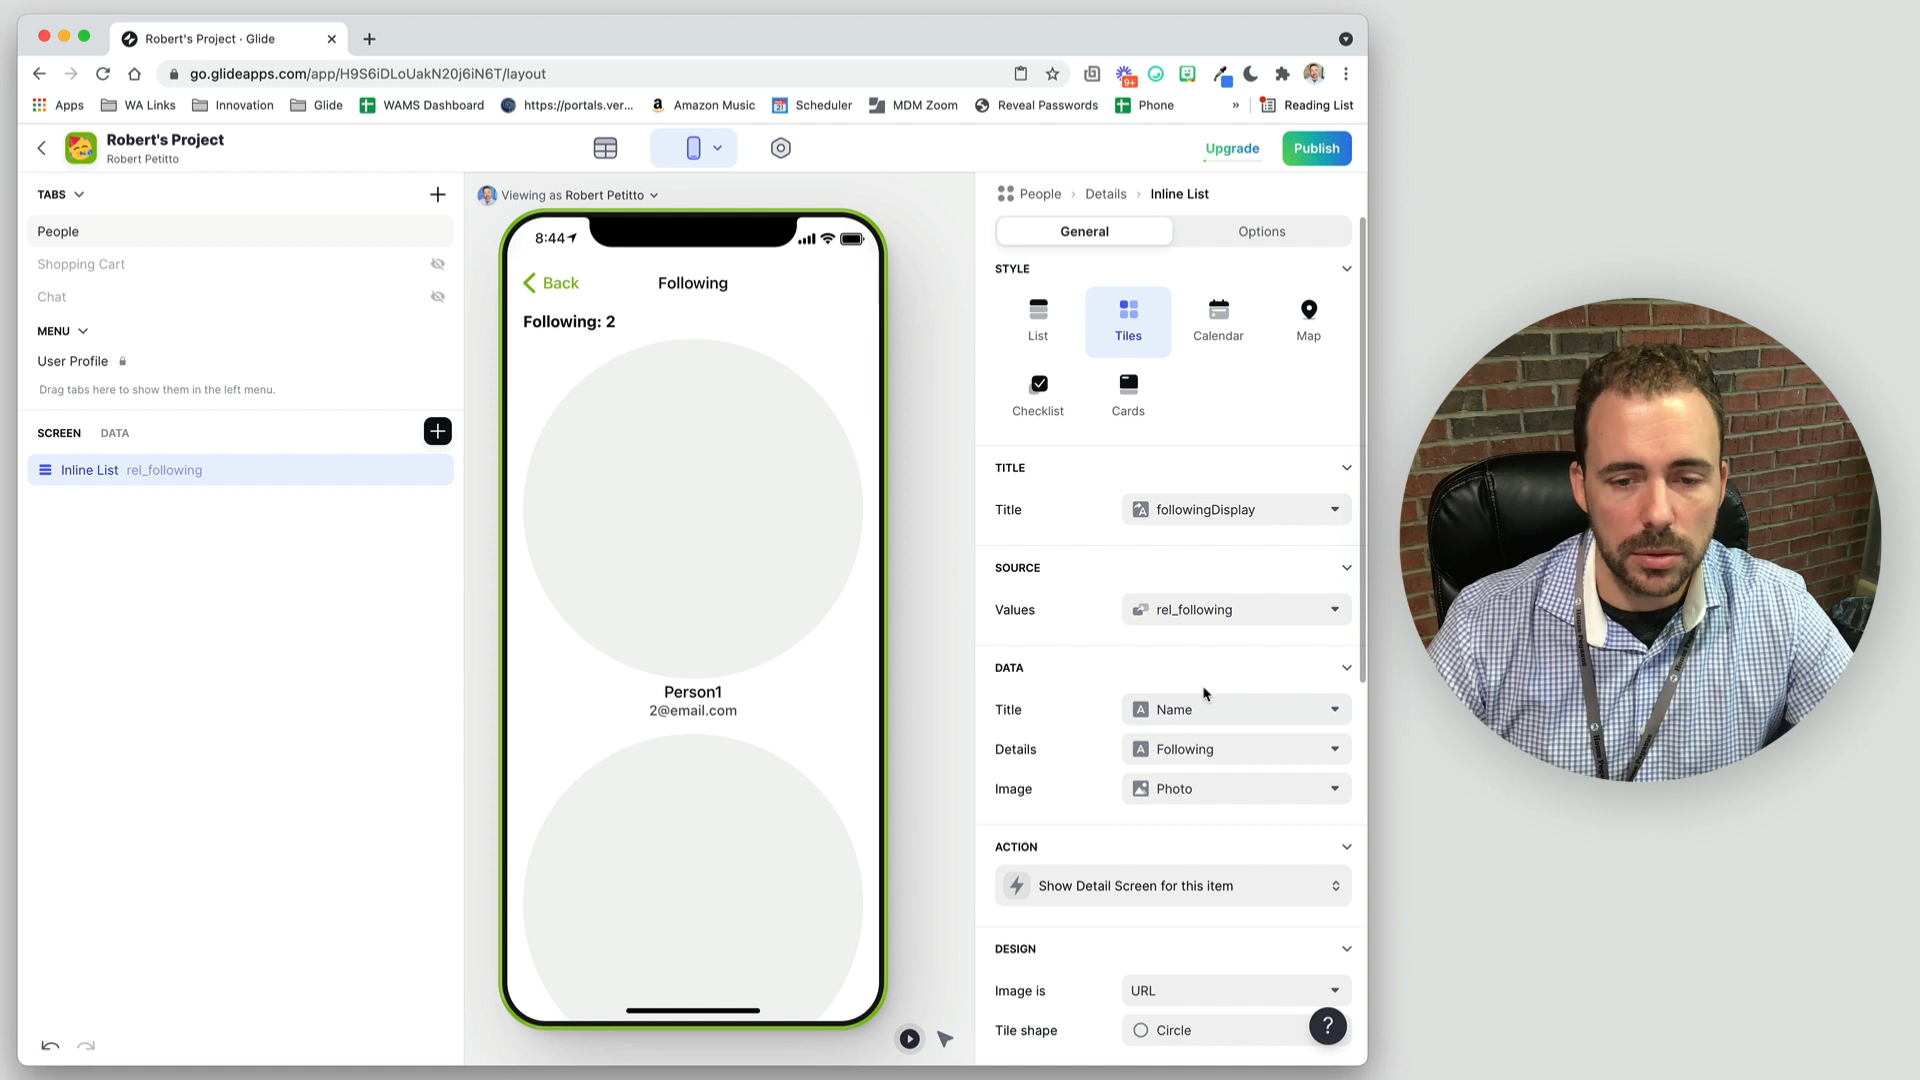 Robert's Project · Glide
go.glideapps.com/app/H9S6iDLoUakN20j6iN6T/layout
9+
Apps
WA Links
Innovation
Glide
WAMS Dashboard
https://portals.ver...
Amazon Music
Scheduler
MDM Zoom
Reveal Passwords
Phone
»
Reading List
Robert's Project
Robert Petitto
Upgrade
Publish
TABS
People
Shopping Cart
Chat
MENU
User Profile
Drag tabs here to show them in the left menu.
SCREEN DATA
Inline List rel_following
Viewing as Robert Petitto
8:44
Back
Following
Following: 2
Person1
2@email.com
People › Details › Inline List
General
Options
STYLE
List
Tiles
Calendar
Map
Checklist
Cards
TITLE
Title
followingDisplay
SOURCE
Values
rel_following
DATA
Title
Name
Details
Following
Image
Photo
ACTION
Show Detail Screen for this item
DESIGN
Image is
URL
Tile shape
Circle
?